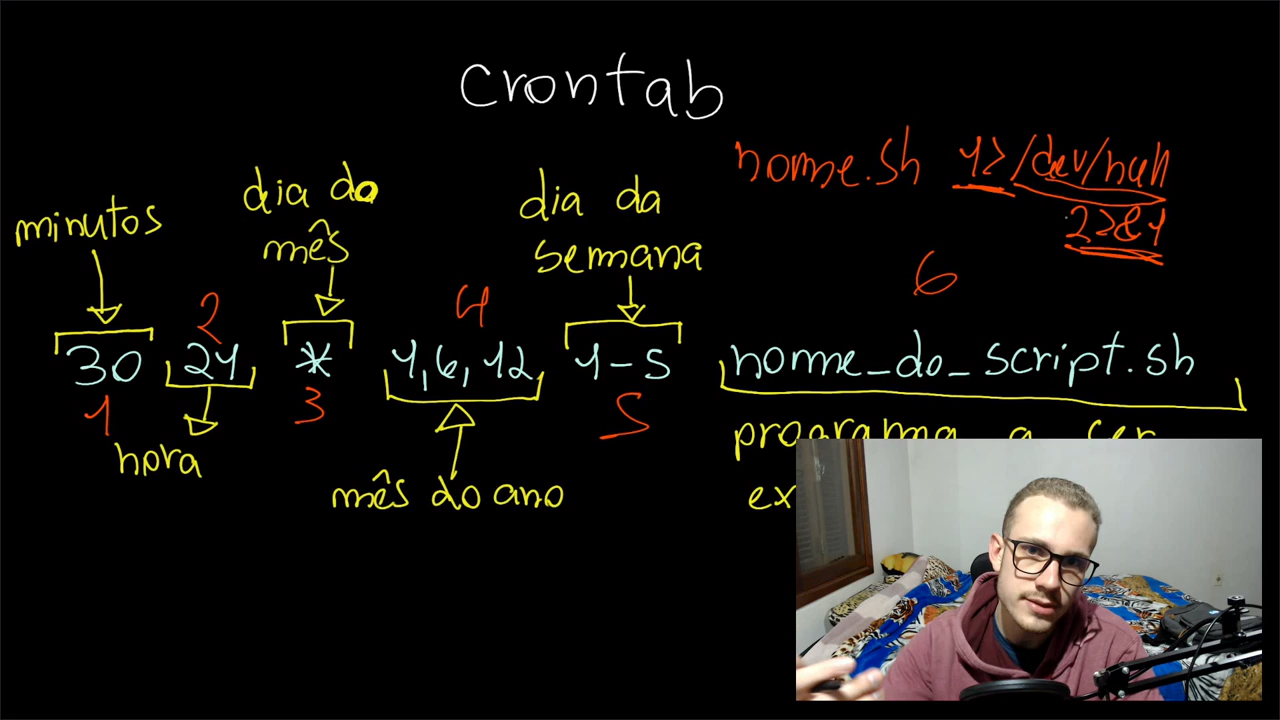 crontab
nome.sh 1>/dev/null
2>&1
minutos
dia do
mês
dia da
semana
2
4
6
30 21 * 1,6,12 1-5 nome_do_script.sh
1
3
5
hora
mês do ano
programa a ser
ex